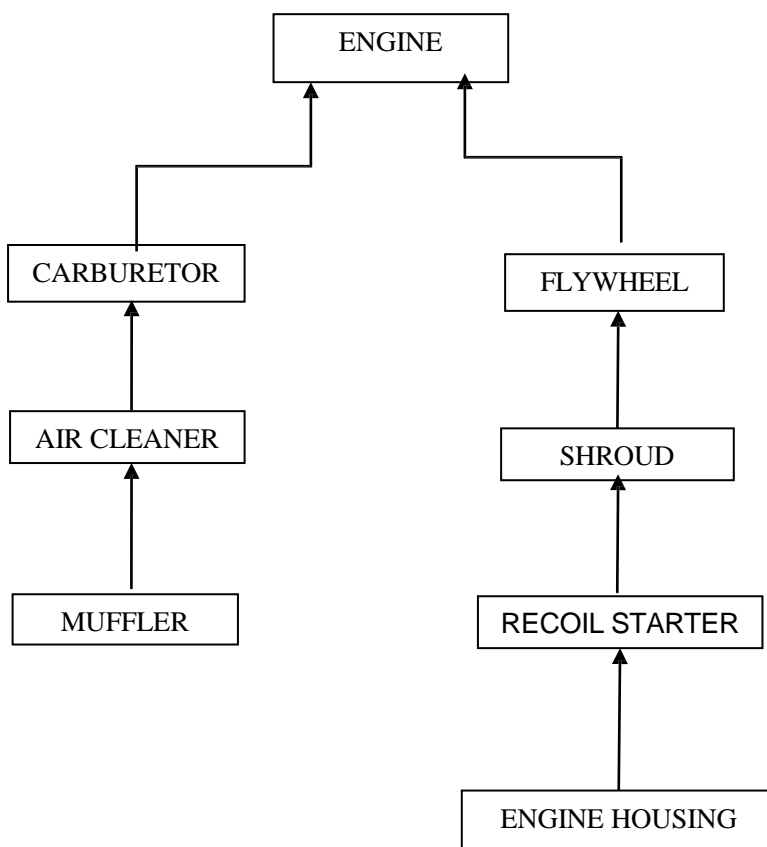 ENGINE
CARBURETOR
FLYWHEEL
AIR CLEANER
SHROUD
MUFFLER
RECOIL STARTER
ENGINE HOUSING